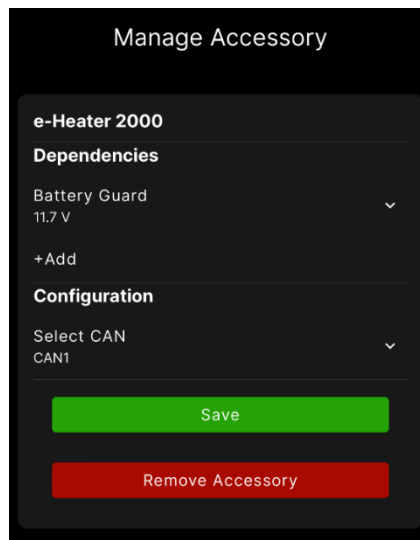 Manage Accessory
e-Heater 2000
Dependencies
Battery Guard
11.7 V
+Add
Configuration
Select CAN
CAN1
Save
Remove Accessory